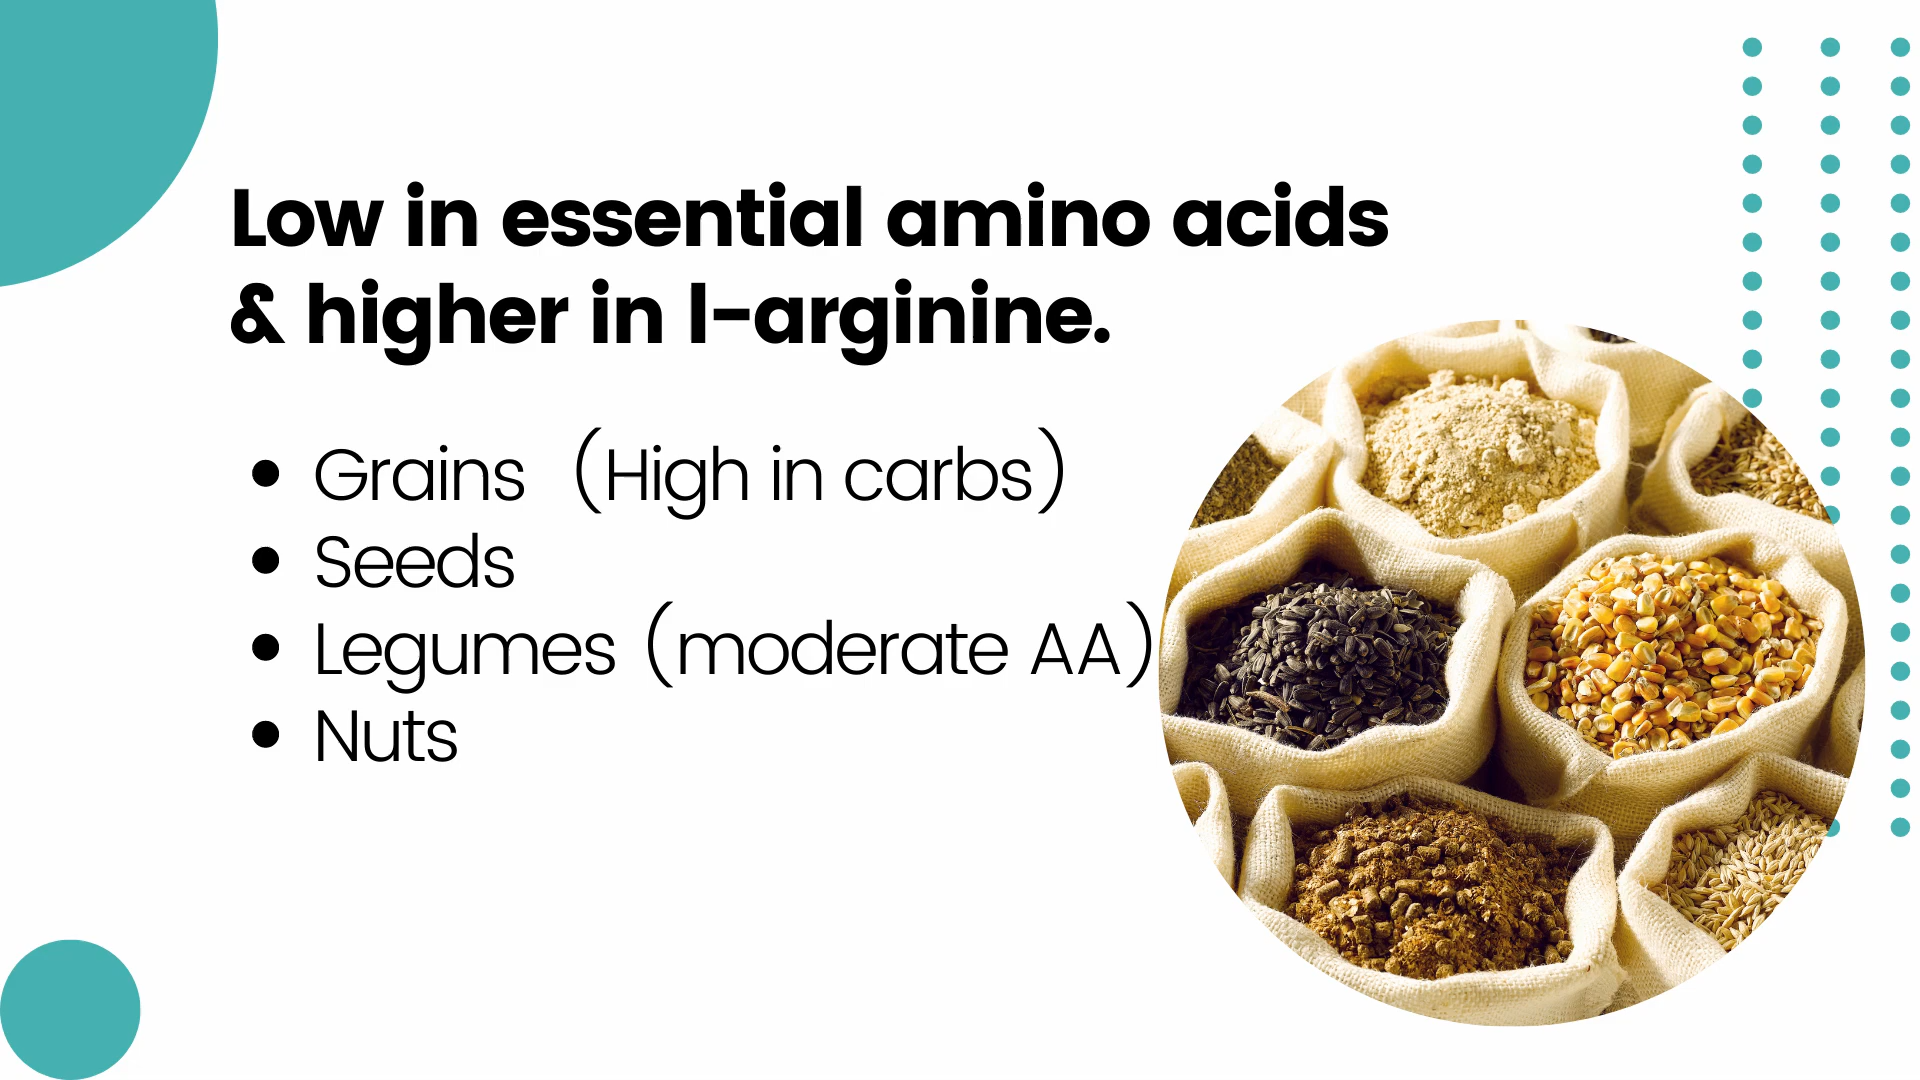 Low in essential amino acids
& higher in l-arginine.
• Grains (High in carbs)
• Seeds
• Legumes (moderate AA)
• Nuts